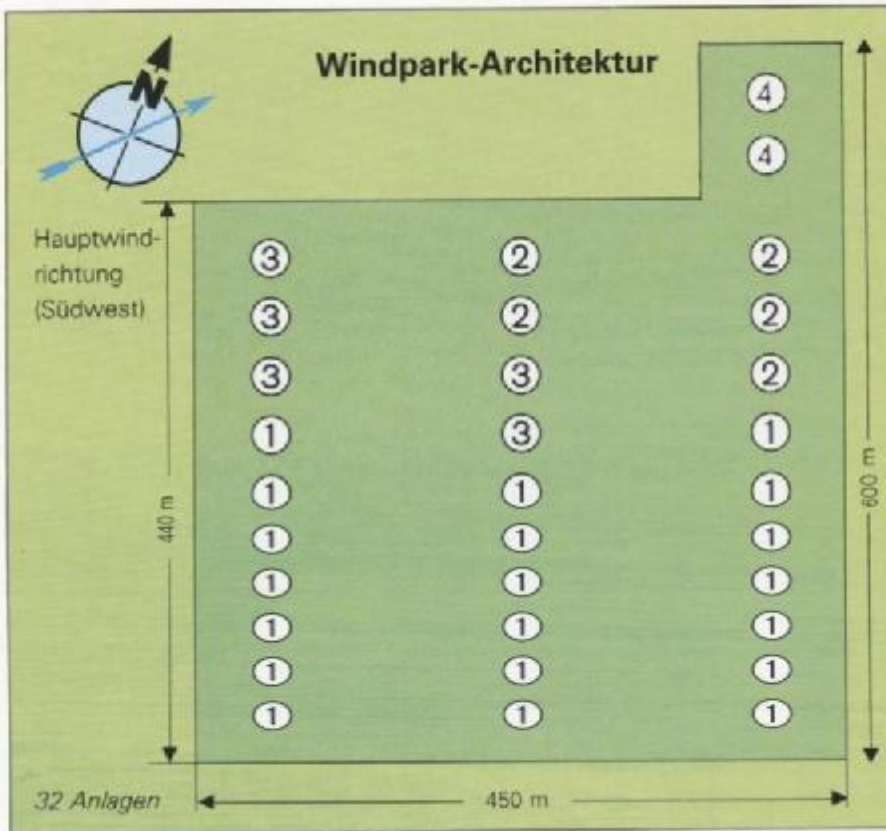 Windpark-Architektur
N
Hauptwind-
richtung
(Südwest)
4
4
3 2 2
3 2 2
3 3 2
1 3 1
1 1 1
1 1 1
1 1 1
1 1 1
1 1 1
1 1 1
440 m
600 m
32 Anlagen
450 m